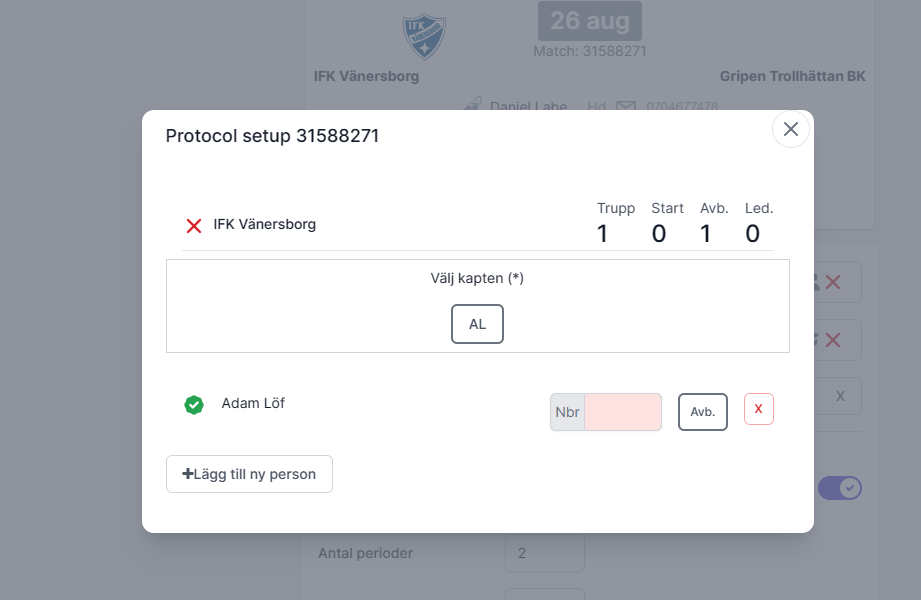 IFK
VÄNERSBORG
26 aug
Match: 31588271
IFK Vänersborg
Gripen Trollhättan BK
Daniel Labe
Hd
0704677478
Protocol setup 31588271
IFK Vänersborg
Trupp Start Avb. Led.
1 0 1 0
Välj kapten (*)
AL
Adam Löf
Nbr
Avb.
X
Lägg till ny person
X
Antal perioder
2